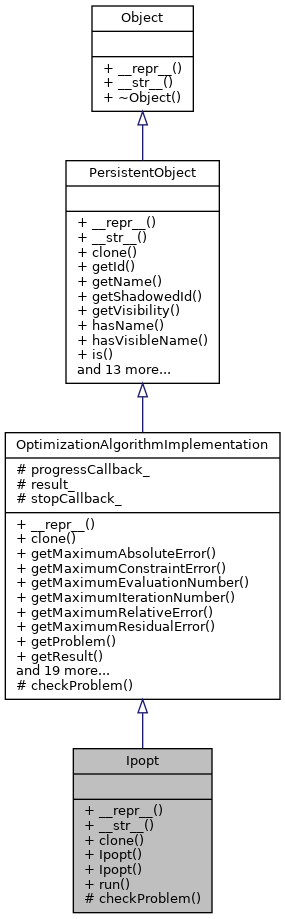 Object
+ __repr__()
+ __str__()
+ ~Object()
PersistentObject
+ __repr__()
+ __str__()
+ clone()
+ getId()
+ getName()
+ getShadowedId()
+ getVisibility()
+ hasName()
+ hasVisibleName()
+ is()
and 13 more...
OptimizationAlgorithmImplementation
# progressCallback_
# result_
# stopCallback_
+ __repr__()
+ clone()
+ getMaximumAbsoluteError()
+ getMaximumConstraintError()
+ getMaximumEvaluationNumber()
+ getMaximumIterationNumber()
+ getMaximumRelativeError()
+ getMaximumResidualError()
+ getProblem()
+ getResult()
and 19 more...
# checkProblem()
Ipopt
+ __repr__()
+ __str__()
+ clone()
+ Ipopt()
+ Ipopt()
+ run()
# checkProblem()